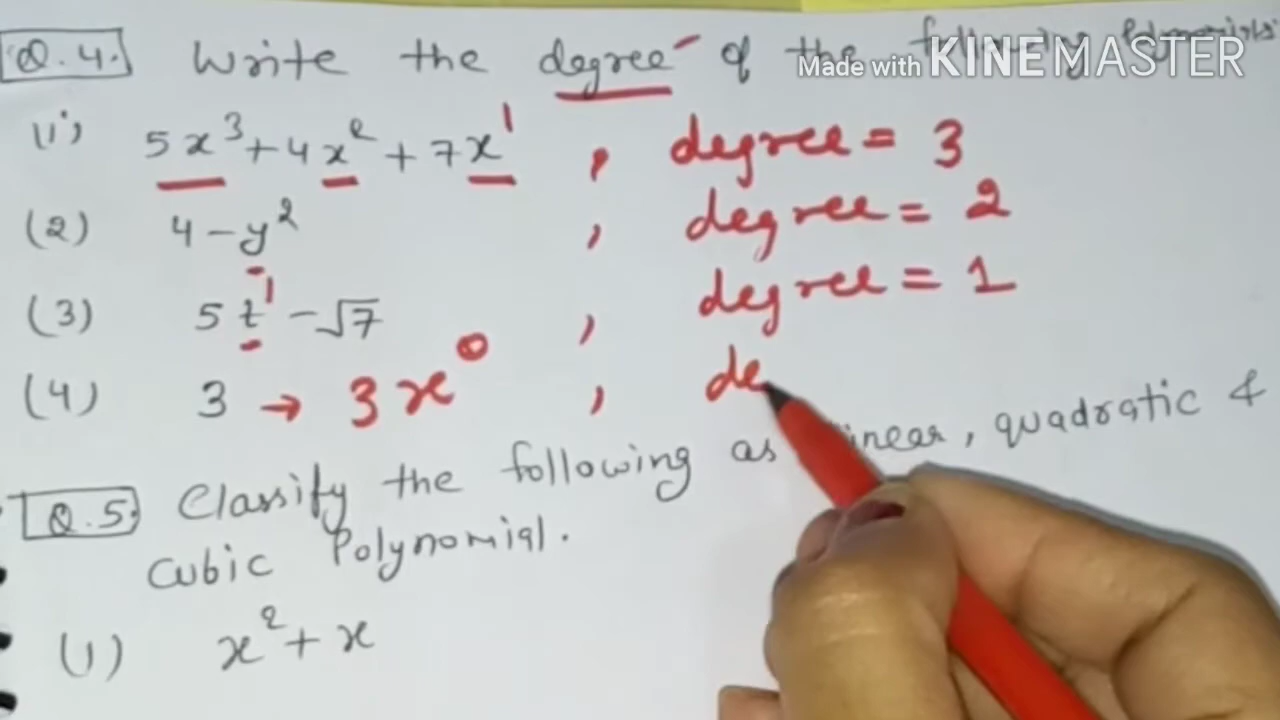 Q.4. Write the degree of the following Polynomials
Made with KINEMASTER
(1) 5x³ + 4x² + 7x¹ , degree = 3
(2) 4 - y² , degree = 2
(3) 5t¹ - √7 , degree = 1
(4) 3 → 3x⁰ , de
Q.5. Classify the following as linear, quadratic &
cubic Polynomial.
(1) x² + x